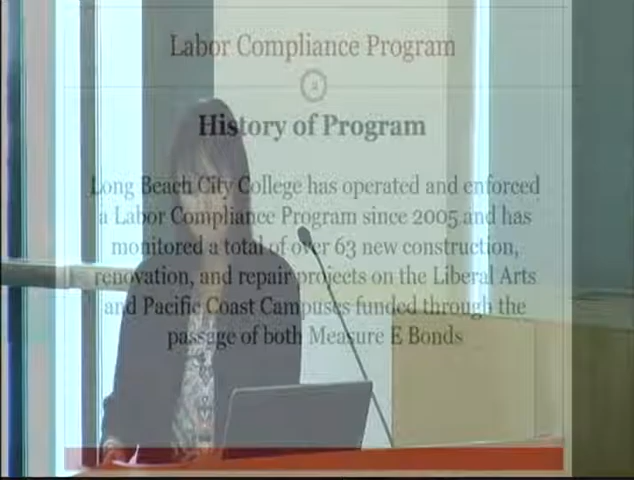 Labor Compliance Program
History of Program
Long Beach City College has operated and enforced
a Labor Compliance Program since 2005 and has
monitored a total of over 63 new construction,
renovation, and repair projects on the Liberal Arts
and Pacific Coast Campuses funded through the
passage of both Measure E Bonds